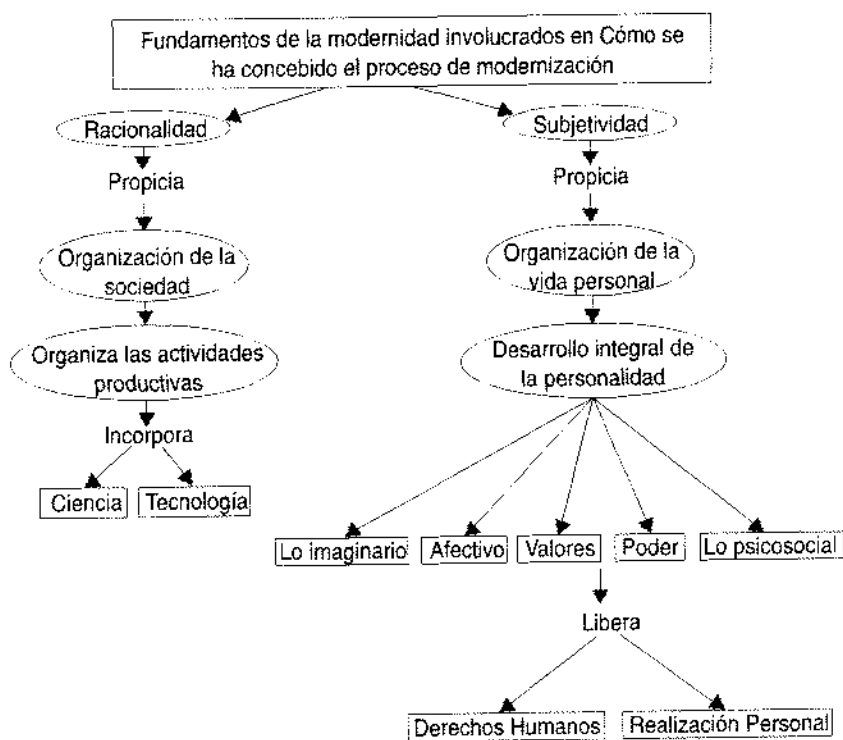 Fundamentos de la modernidad involucrados en Cómo se
ha concebido el proceso de modernización
Racionalidad
Subjetividad
Propicia
Propicia
Organización de la
sociedad
Organización de la
vida personal
Organiza las actividades
productivas
Desarrollo integral de
la personalidad
Incorpora
Ciencia
Tecnología
Lo imaginario
Afectivo
Valores
Poder
Lo psicosocial
Libera
Derechos Humanos
Realización Personal